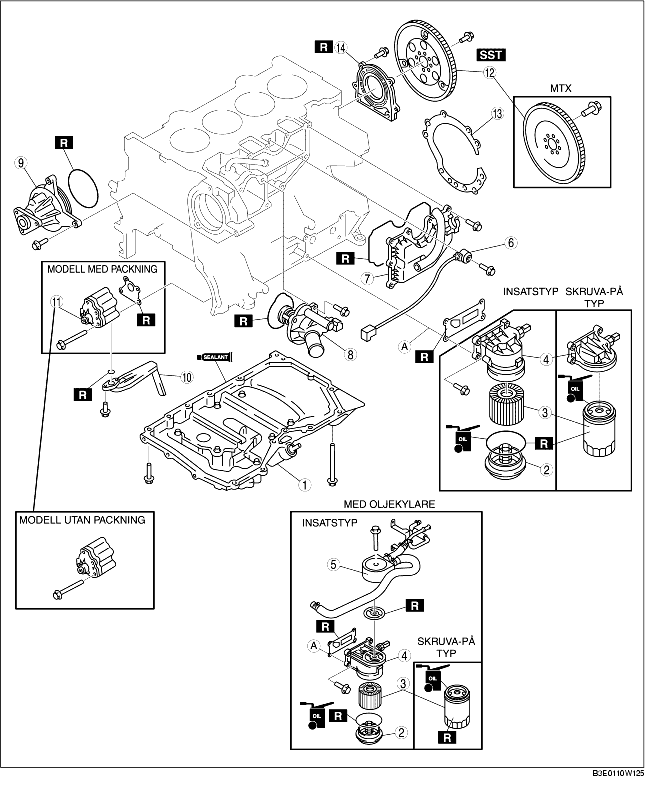 R 14
SST
12
MTX
13
9
R
6
R
7
MODELL MED PACKNING
11
R
INSATSTYP
SKRUVA-PÅ
TYP
R
8
A
R
4
SEALANT
R
10
OIL
3
OIL
R
2
1
MODELL UTAN PACKNING
MED OLJEKYLARE
INSATSTYP
5
R
R
A
4
SKRUVA-PÅ
TYP
3
OIL
OIL
R
2
R
B3E0110W125